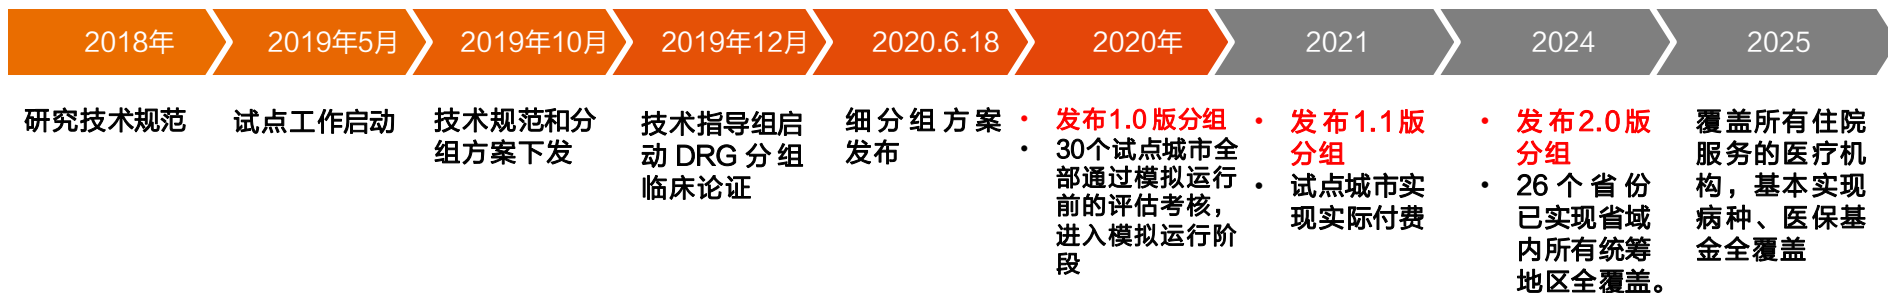 2018年
2019年5月
2019年10月
2019年12月
2020.6.18
2020年
2021
2024
2025
研究技术规范
试点工作启动
技术规范和分
组方案下发
技术指导组启
动 DRG 分组
临床论证
细分组方案
发布
• 发布1.0版分组
• 30个试点城市全
部通过模拟运行
前的评估考核，
进入模拟运行阶
段
• 发布1.1版
分组
• 试点城市实
现实际付费
• 发布2.0版
分组
• 26个省份
已实现省域
内所有统筹
地区全覆盖。
覆盖所有住院
服务的医疗机
构，基本实现
病种、医保基
金全覆盖